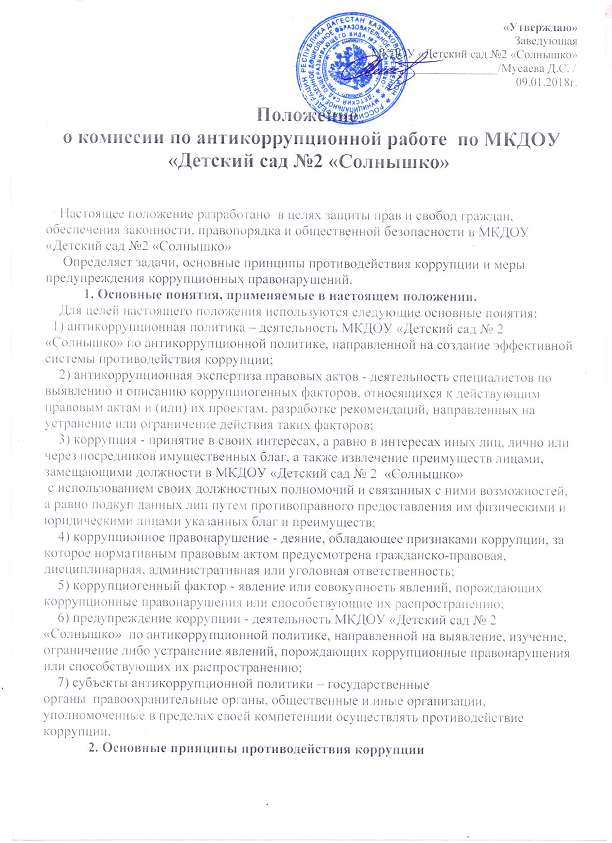 «Утверждаю»
Заведующая
МКДОУ «Детский сад №2 «Солнышко»
/Мусаева Д.С. /
09.01.2018г.
РЕСПУБЛИКА ДАГЕСТАН КАЗБЕКОВСКИЙ РАЙОН
Положение
о комиссии по антикоррупционной работе по МКДОУ
«Детский сад №2 «Солнышко»
Настоящее положение разработано в целях защиты прав и свобод граждан,
обеспечения законности, правопорядка и общественной безопасности в МКДОУ
«Детский сад №2 «Солнышко»
Определяет задачи, основные принципы противодействия коррупции и меры
предупреждения коррупционных правонарушений.
1. Основные понятия, применяемые в настоящем положении.
Для целей настоящего положения используются следующие основные понятия:
1) антикоррупционная политика – деятельность МКДОУ «Детский сад № 2
«Солнышко» по антикоррупционной политике, направленной на создание эффективной
системы противодействия коррупции;
2) антикоррупционная экспертиза правовых актов - деятельность специалистов по
выявлению и описанию коррупциогенных факторов, относящихся к действующим
правовым актам и (или) их проектам, разработке рекомендаций, направленных на
устранение или ограничение действия таких факторов;
3) коррупция - принятие в своих интересах, а равно в интересах иных лиц, лично или
через посредников имущественных благ, а также извлечение преимуществ лицами,
замещающими должности в МКДОУ «Детский сад № 2 «Солнышко»
с использованием своих должностных полномочий и связанных с ними возможностей,
а равно подкуп данных лиц путем противоправного предоставления им физическими и
юридическими лицами указанных благ и преимуществ;
4) коррупционное правонарушение - деяние, обладающее признаками коррупции, за
которое нормативным правовым актом предусмотрена гражданско-правовая,
дисциплинарная, административная или уголовная ответственность;
5) коррупциогенный фактор - явление или совокупность явлений, порождающих
коррупционные правонарушения или способствующие их распространению;
6) предупреждение коррупции - деятельность МКДОУ «Детский сад № 2
«Солнышко» по антикоррупционной политике, направленной на выявление, изучение,
ограничение либо устранение явлений, порождающих коррупционные правонарушения
или способствующих их распространению;
7) субъекты антикоррупционной политики – государственные
органы правоохранительные органы, общественные и иные организации,
уполномоченные в пределах своей компетенции осуществлять противодействие
коррупции.
2. Основные принципы противодействия коррупции